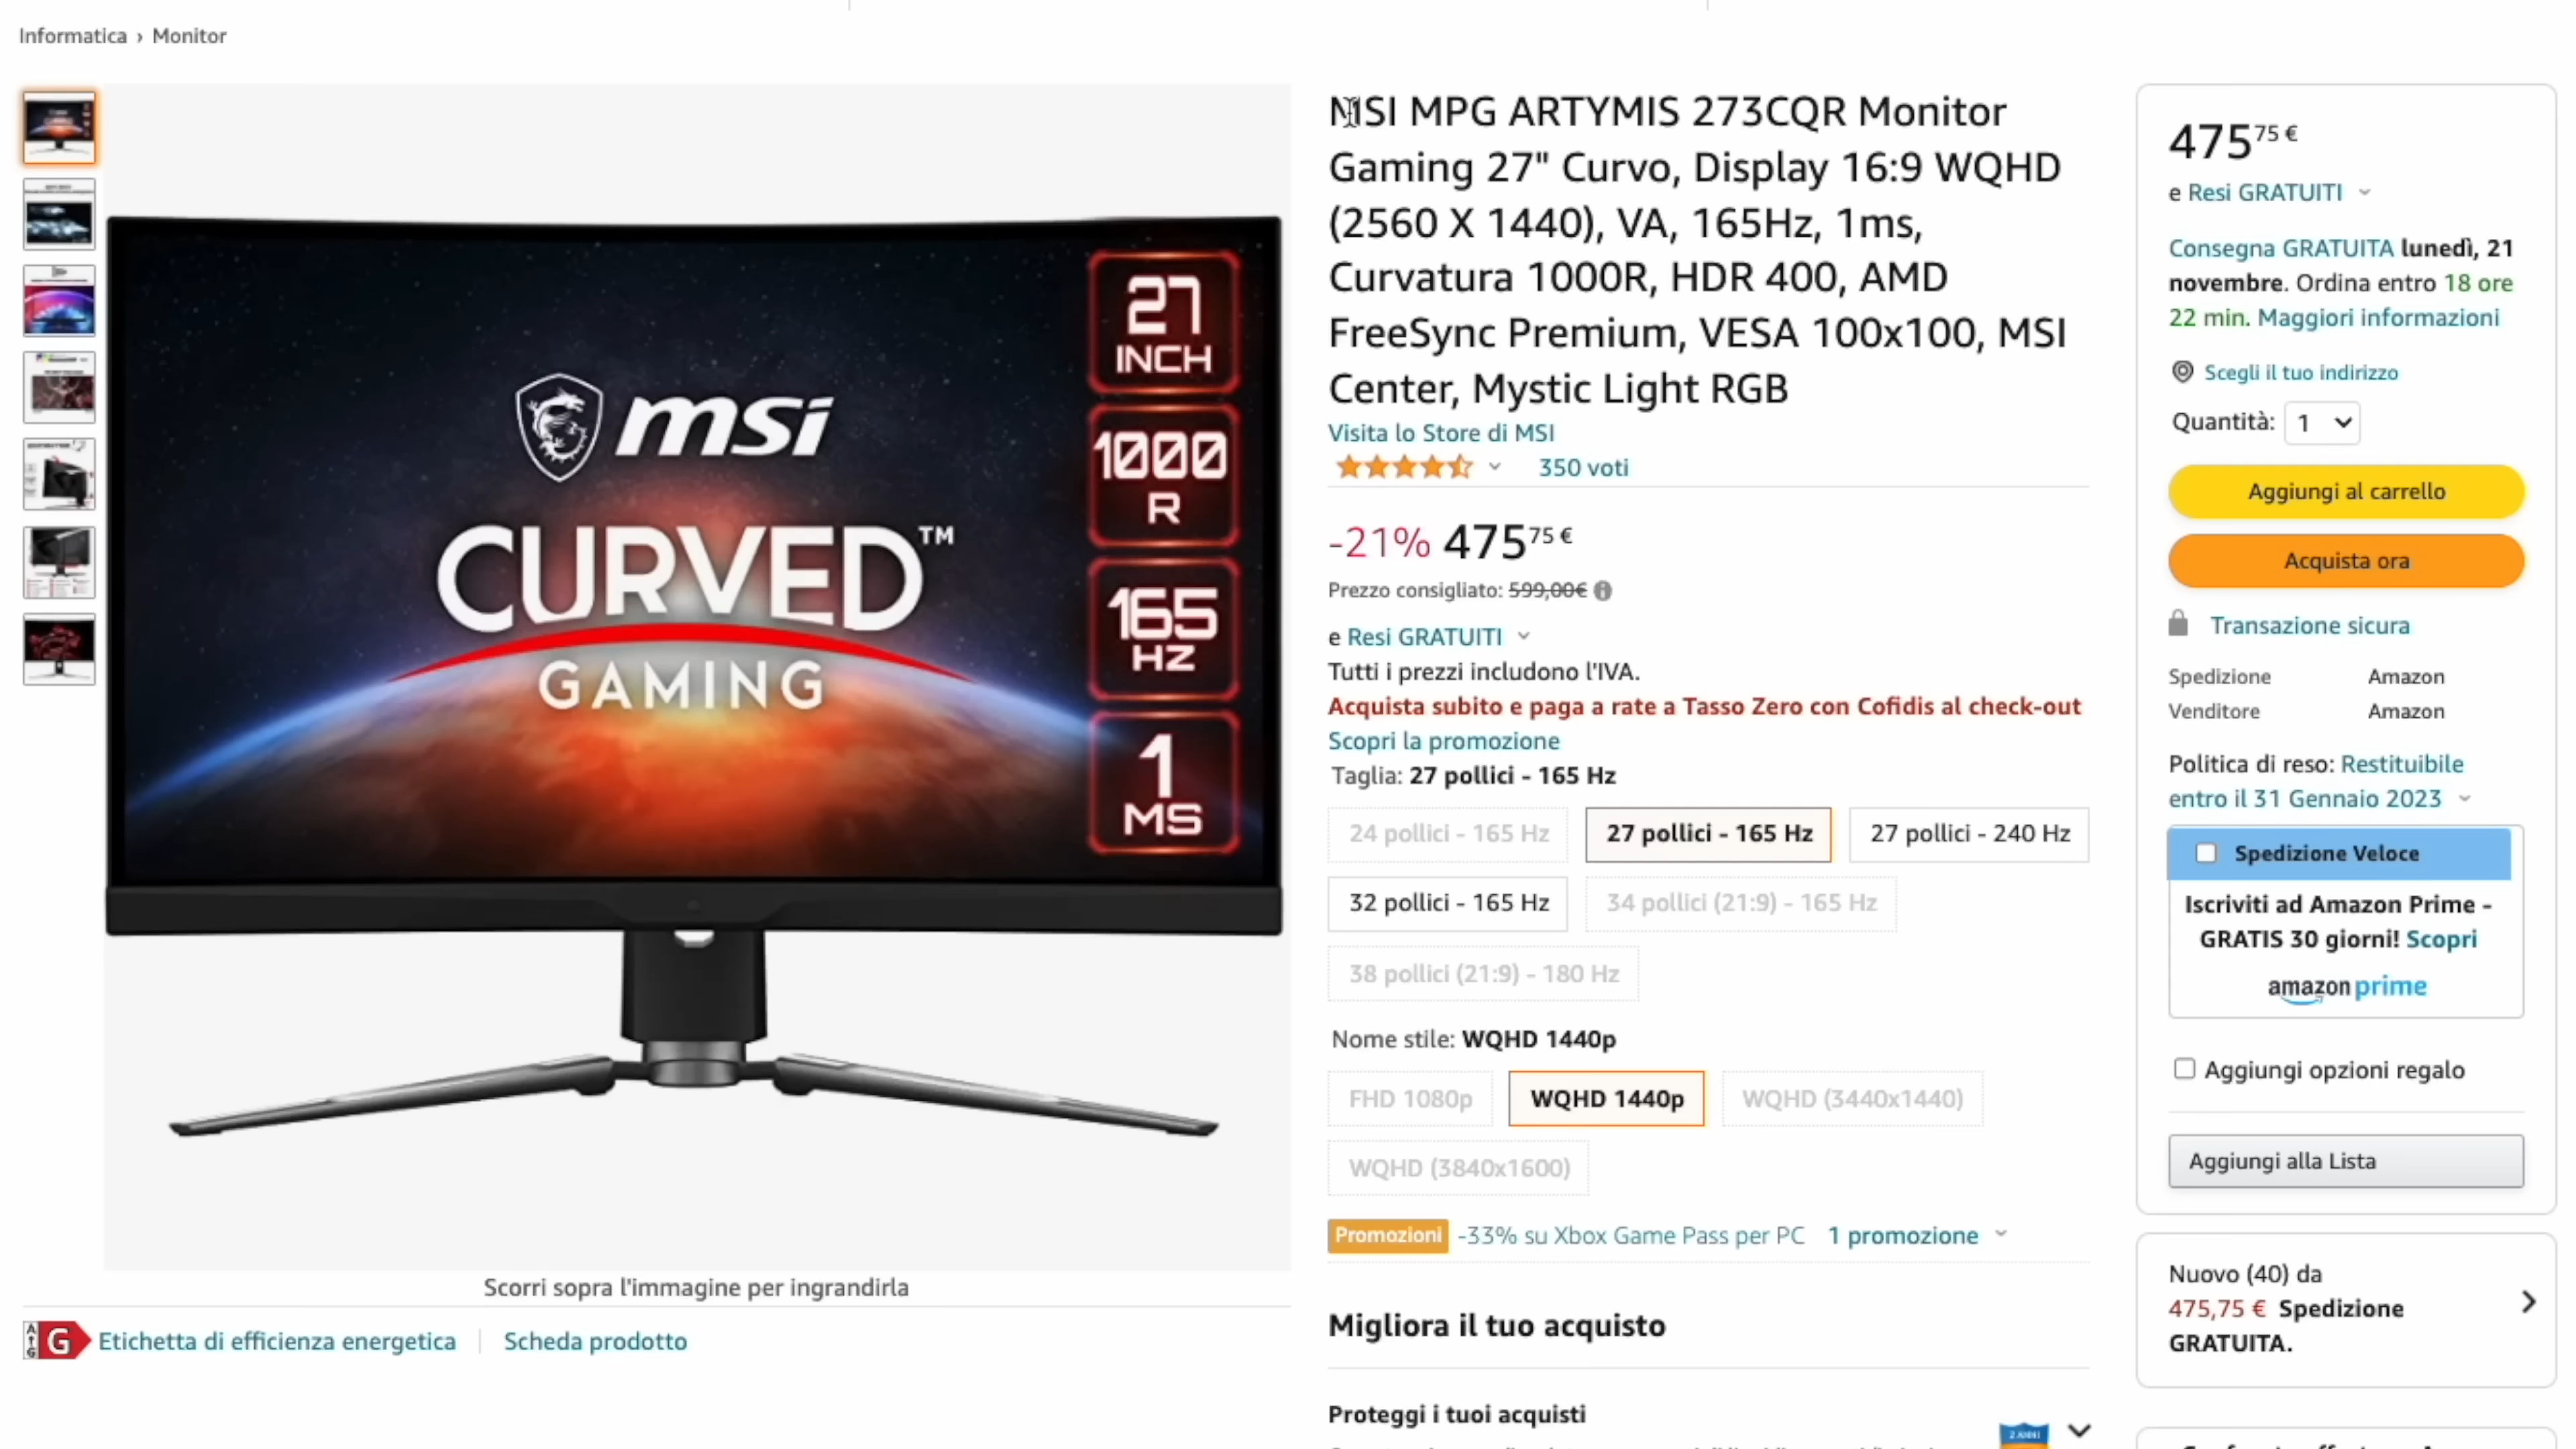 Informatica › Monitor
msi
CURVED™
GAMING
27
INCH
1000
R
165
HZ
1
MS
Scorri sopra l'immagine per ingrandirla
G
Etichetta di efficienza energetica
Scheda prodotto
MSI MPG ARTYMIS 273CQR Monitor
Gaming 27" Curvo, Display 16:9 WQHD
(2560 X 1440), VA, 165Hz, 1ms,
Curvatura 1000R, HDR 400, AMD
FreeSync Premium, VESA 100x100, MSI
Center, Mystic Light RGB
Visita lo Store di MSI
350 voti
-21% 475 75 €
Prezzo consigliato: 599,00€
e Resi GRATUITI
Tutti i prezzi includono l'IVA.
Acquista subito e paga a rate a Tasso Zero con Cofidis al check-out
Scopri la promozione
Taglia: 27 pollici - 165 Hz
24 pollici - 165 Hz 27 pollici - 165 Hz 27 pollici - 240 Hz
32 pollici - 165 Hz 34 pollici (21:9) - 165 Hz
38 pollici (21:9) - 180 Hz
Nome stile: WQHD 1440p
FHD 1080p WQHD 1440p WQHD (3440x1440)
WQHD (3840x1600)
Promozioni -33% su Xbox Game Pass per PC 1 promozione
Migliora il tuo acquisto
Proteggi i tuoi acquisti
2 ANNI
475 75 €
e Resi GRATUITI
Consegna GRATUITA lunedì, 21
novembre. Ordina entro 18 ore
22 min. Maggiori informazioni
Scegli il tuo indirizzo
Quantità: 1
Aggiungi al carrello
Acquista ora
Transazione sicura
Spedizione Amazon
Venditore Amazon
Politica di reso: Restituibile
entro il 31 Gennaio 2023
Spedizione Veloce
Iscriviti ad Amazon Prime -
GRATIS 30 giorni! Scopri
amazon prime
Aggiungi opzioni regalo
Aggiungi alla Lista
Nuovo (40) da
475,75 € Spedizione
GRATUITA.